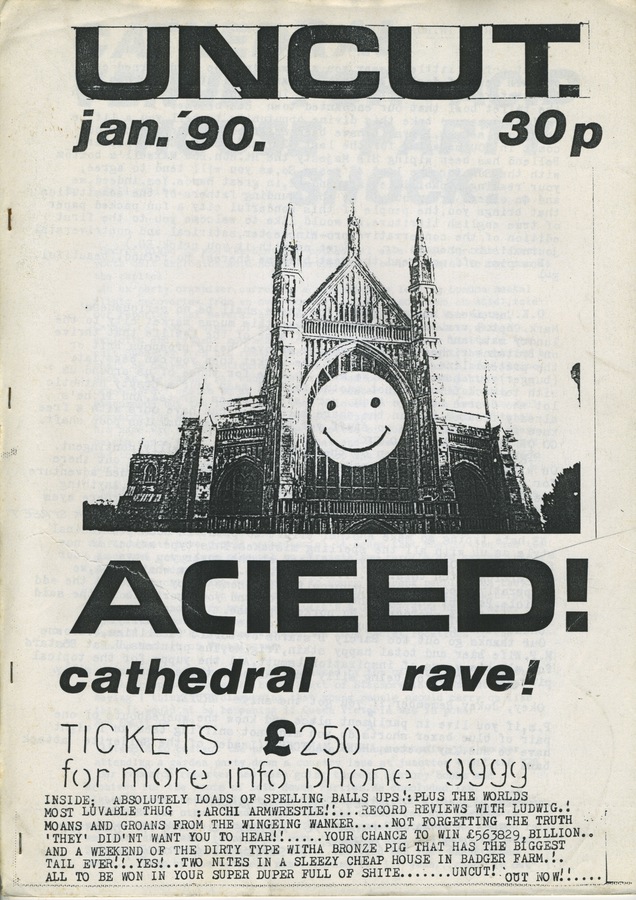 UNCUT.
jan.'90. 30p
ACIEED!
cathedral rave!
TICKETS £250
for more info phone 9999
INSIDE: ABSOLUTELY LOADS OF SPELLING BALLS UPS!:PLUS THE WORLDS
MOST LUVABLE THUG :ARCHI ARMWRESTLE!!...RECORD REVIEWS WITH LUDWIG.!
MOANS AND GROANS FROM THE WINGEING WANKER....NOT FORGETTING THE TRUTH
'THEY' DID'NT WANT YOU TO HEAR!!.....YOUR CHANCE TO WIN £563829,BILLION..
AND A WEEKEND OF THE DIRTY TYPE WITHA BRONZE PIG THAT HAS THE BIGGEST
TAIL EVER!!.YES!..TWO NITES IN A SLEEZY CHEAP HOUSE IN BADGER FARM.!.
ALL TO BE WON IN YOUR SUPER DUPER FULL OF SHITE.......UNCUT! OUT NOW!!....